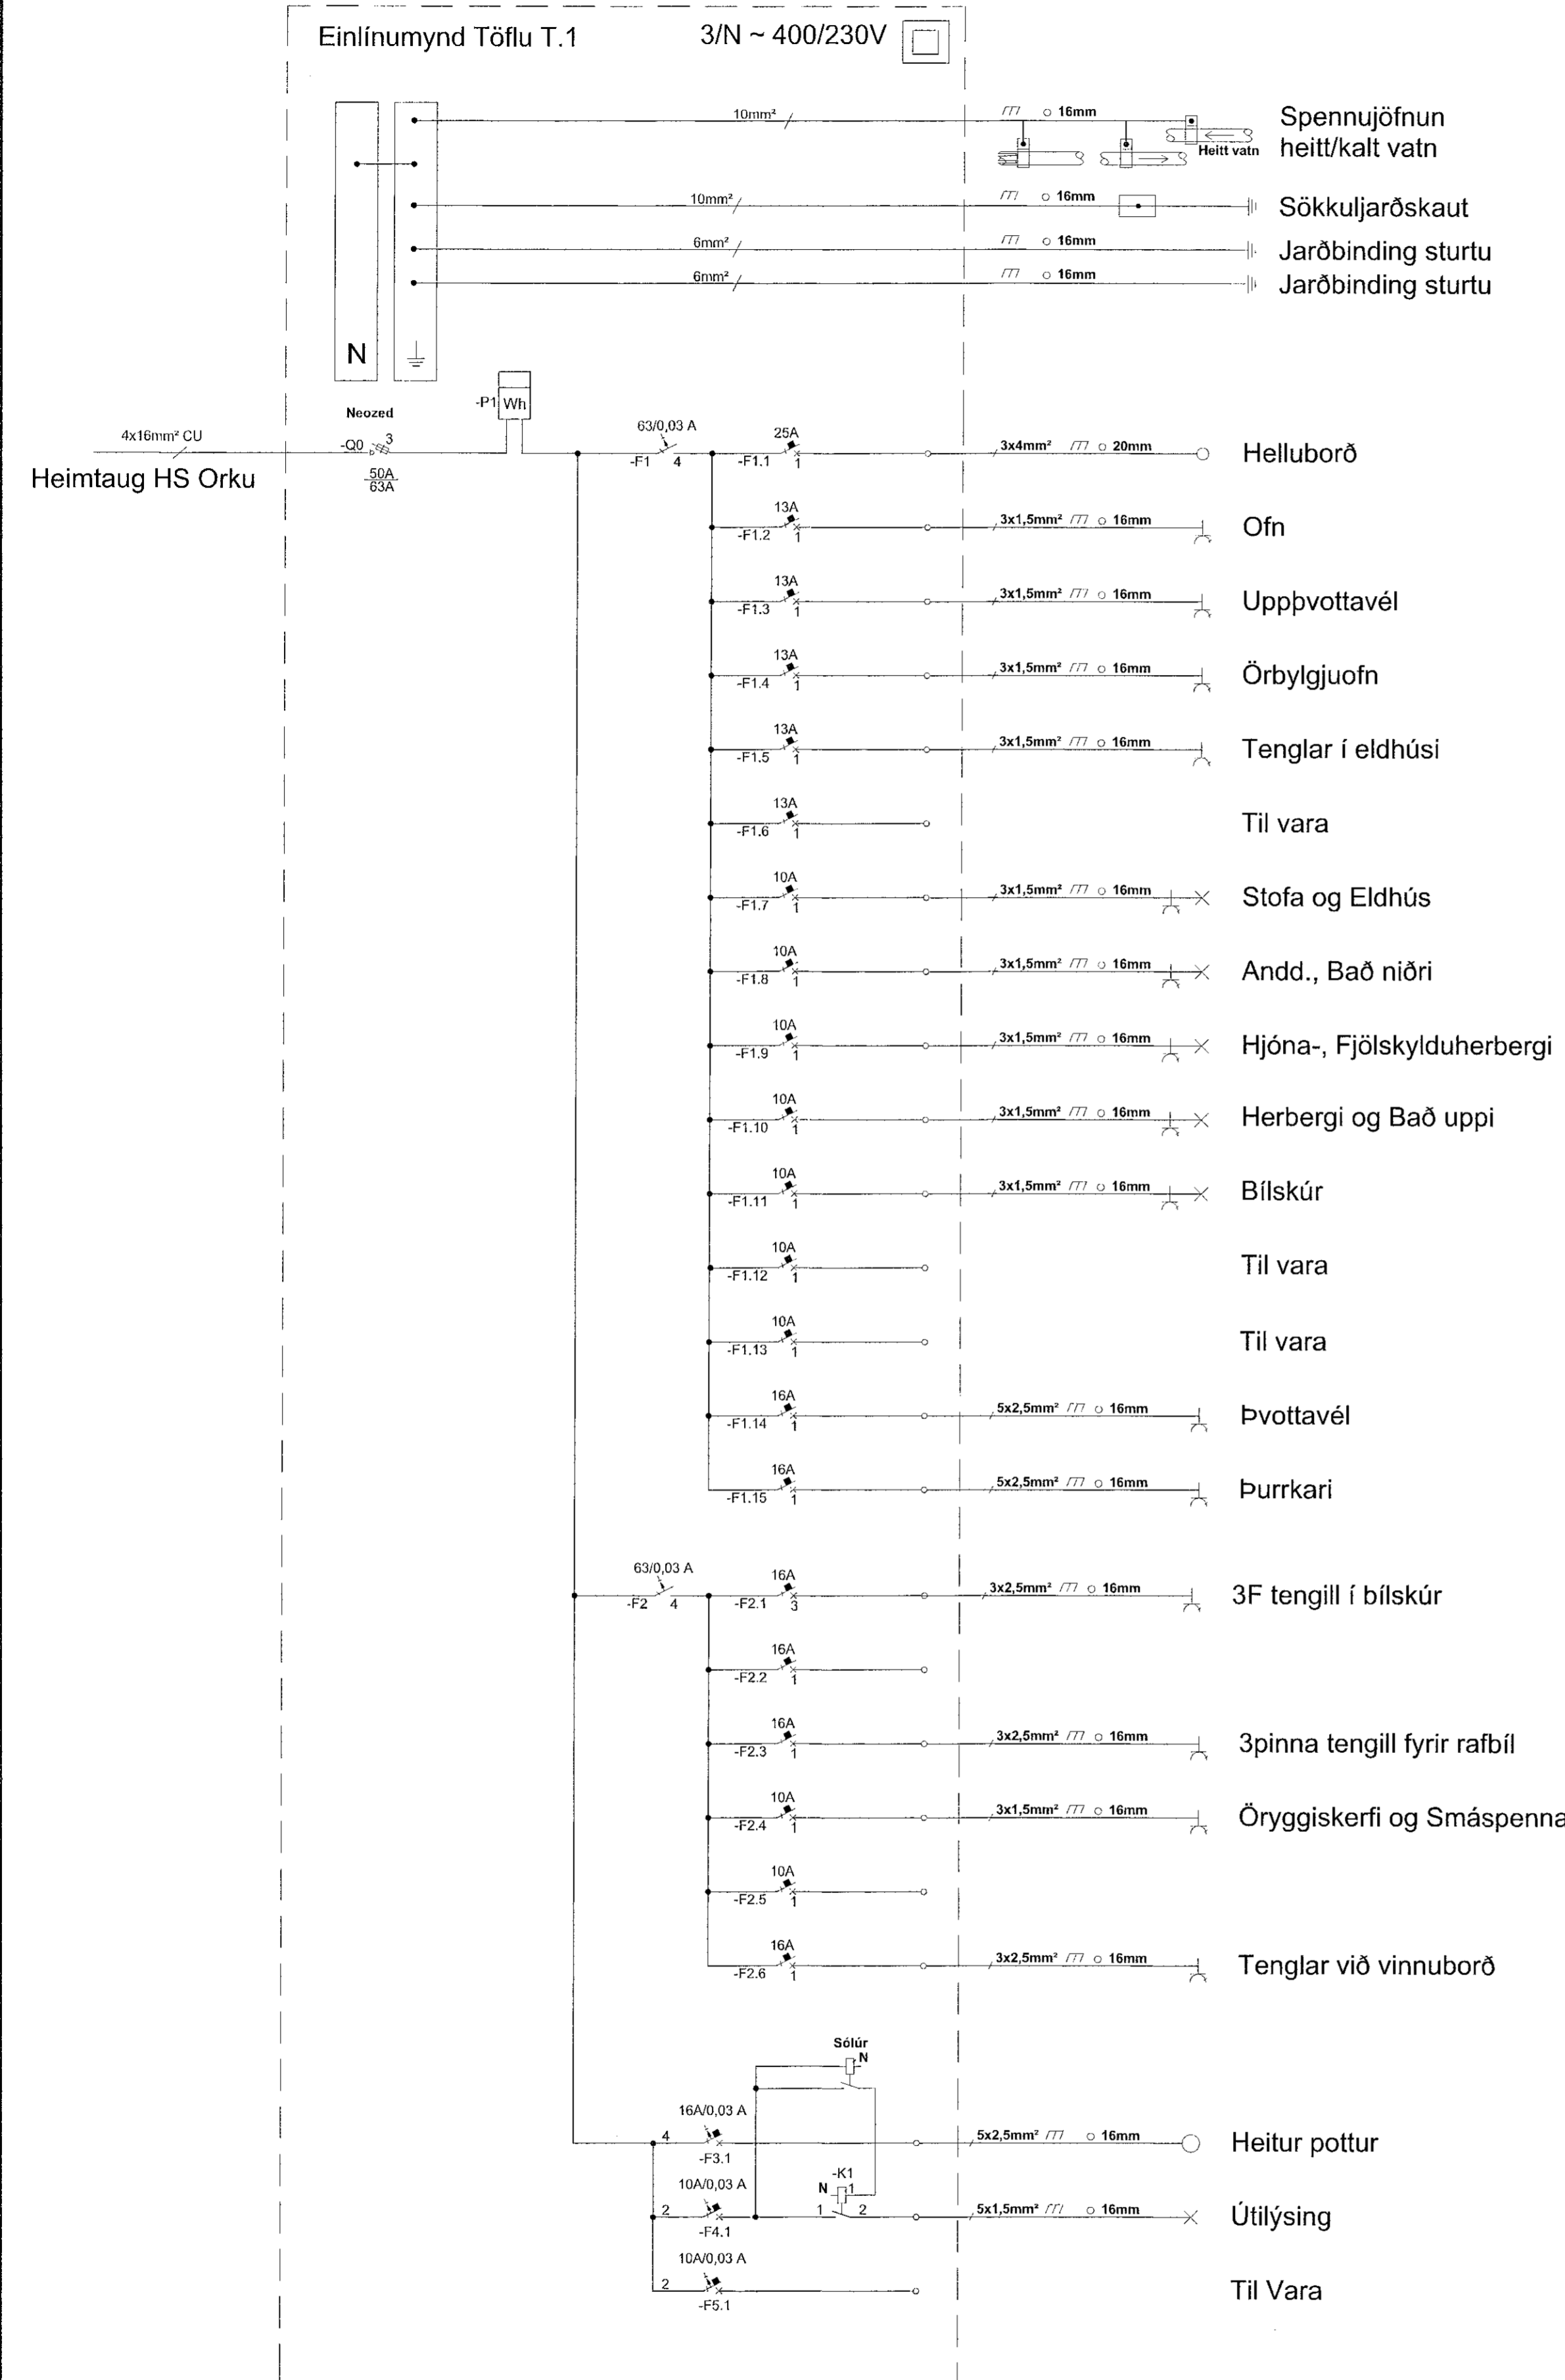 Einlínumynd Töflu T.1 3/N ~ 400/230V
10mm² 16mm Spennujöfnun
Heitt vatn heitt/kalt vatn
10mm² 16mm Sökkuljarðskaut
6mm² 16mm Jarðbinding sturtu
6mm² 16mm Jarðbinding sturtu
N
-P1 Wh
Neozed
4x16mm² CU -Q0 3 63/0,03 A -F1 4 25A -F1.1 1 3x4mm² 20mm Helluborð
Heimtaug HS Orku 50A
63A
13A -F1.2 1 3x1,5mm² 16mm Ofn
13A -F1.3 1 3x1,5mm² 16mm Uppþvottavél
13A -F1.4 1 3x1,5mm² 16mm Örbylgjuofn
13A -F1.5 1 3x1,5mm² 16mm Tenglar í eldhúsi
13A -F1.6 1 Til vara
10A -F1.7 1 3x1,5mm² 16mm Stofa og Eldhús
10A -F1.8 1 3x1,5mm² 16mm Andd., Bað niðri
10A -F1.9 1 3x1,5mm² 16mm Hjóna-, Fjölskylduherbergi
10A -F1.10 1 3x1,5mm² 16mm Herbergi og Bað uppi
10A -F1.11 1 3x1,5mm² 16mm Bílskúr
10A -F1.12 1 Til vara
10A -F1.13 1 Til vara
16A -F1.14 1 5x2,5mm² 16mm Þvottavél
16A -F1.15 1 5x2,5mm² 16mm Þurrkari
63/0,03 A -F2 4 16A -F2.1 3 3x2,5mm² 16mm 3F tengill í bílskúr
16A -F2.2 1
16A -F2.3 1 3x2,5mm² 16mm 3pinna tengill fyrir rafbíl
10A -F2.4 1 3x1,5mm² 16mm Öryggiskerfi og Smáspenna
10A -F2.5 1
16A -F2.6 1 3x2,5mm² 16mm Tenglar við vinnuborð
Sólúr
N
16A/0,03 A 4 -F3.1 5x2,5mm² 16mm Heitur pottur
-K1
N 1
10A/0,03 A 2 -F4.1 1 2 5x1,5mm² 16mm Útilýsing
10A/0,03 A 2 -F5.1 Til Vara